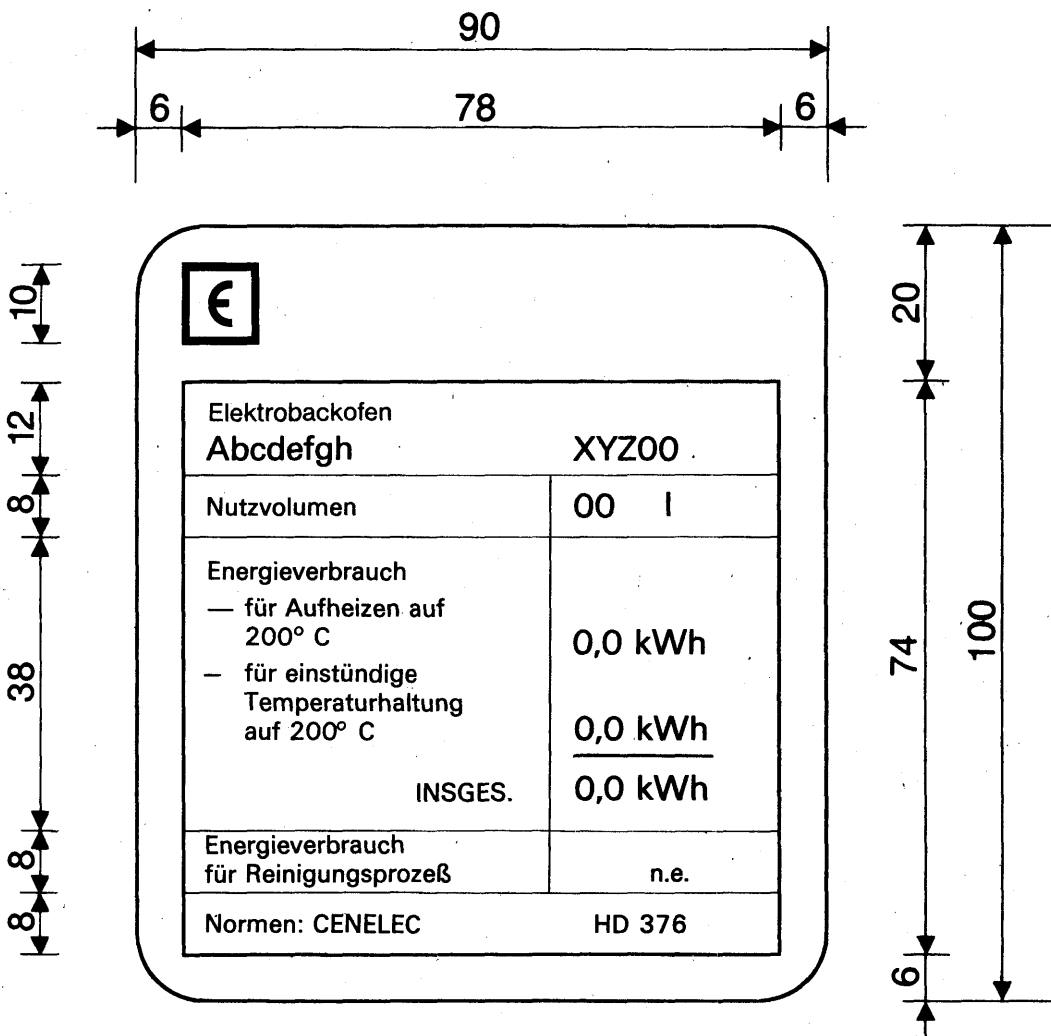 90
6 78 6
10
20
Є
12
Elektrobackofen
Abcdefgh XYZ00
8
Nutzvolumen 00 l
38
Energieverbrauch
— für Aufheizen auf
200° C 0,0 kWh
– für einstündige
Temperaturhaltung
auf 200° C 0,0 kWh
INSGES. 0,0 kWh
74
100
8
Energieverbrauch
für Reinigungsprozeß n.e.
8
Normen: CENELEC HD 376
6